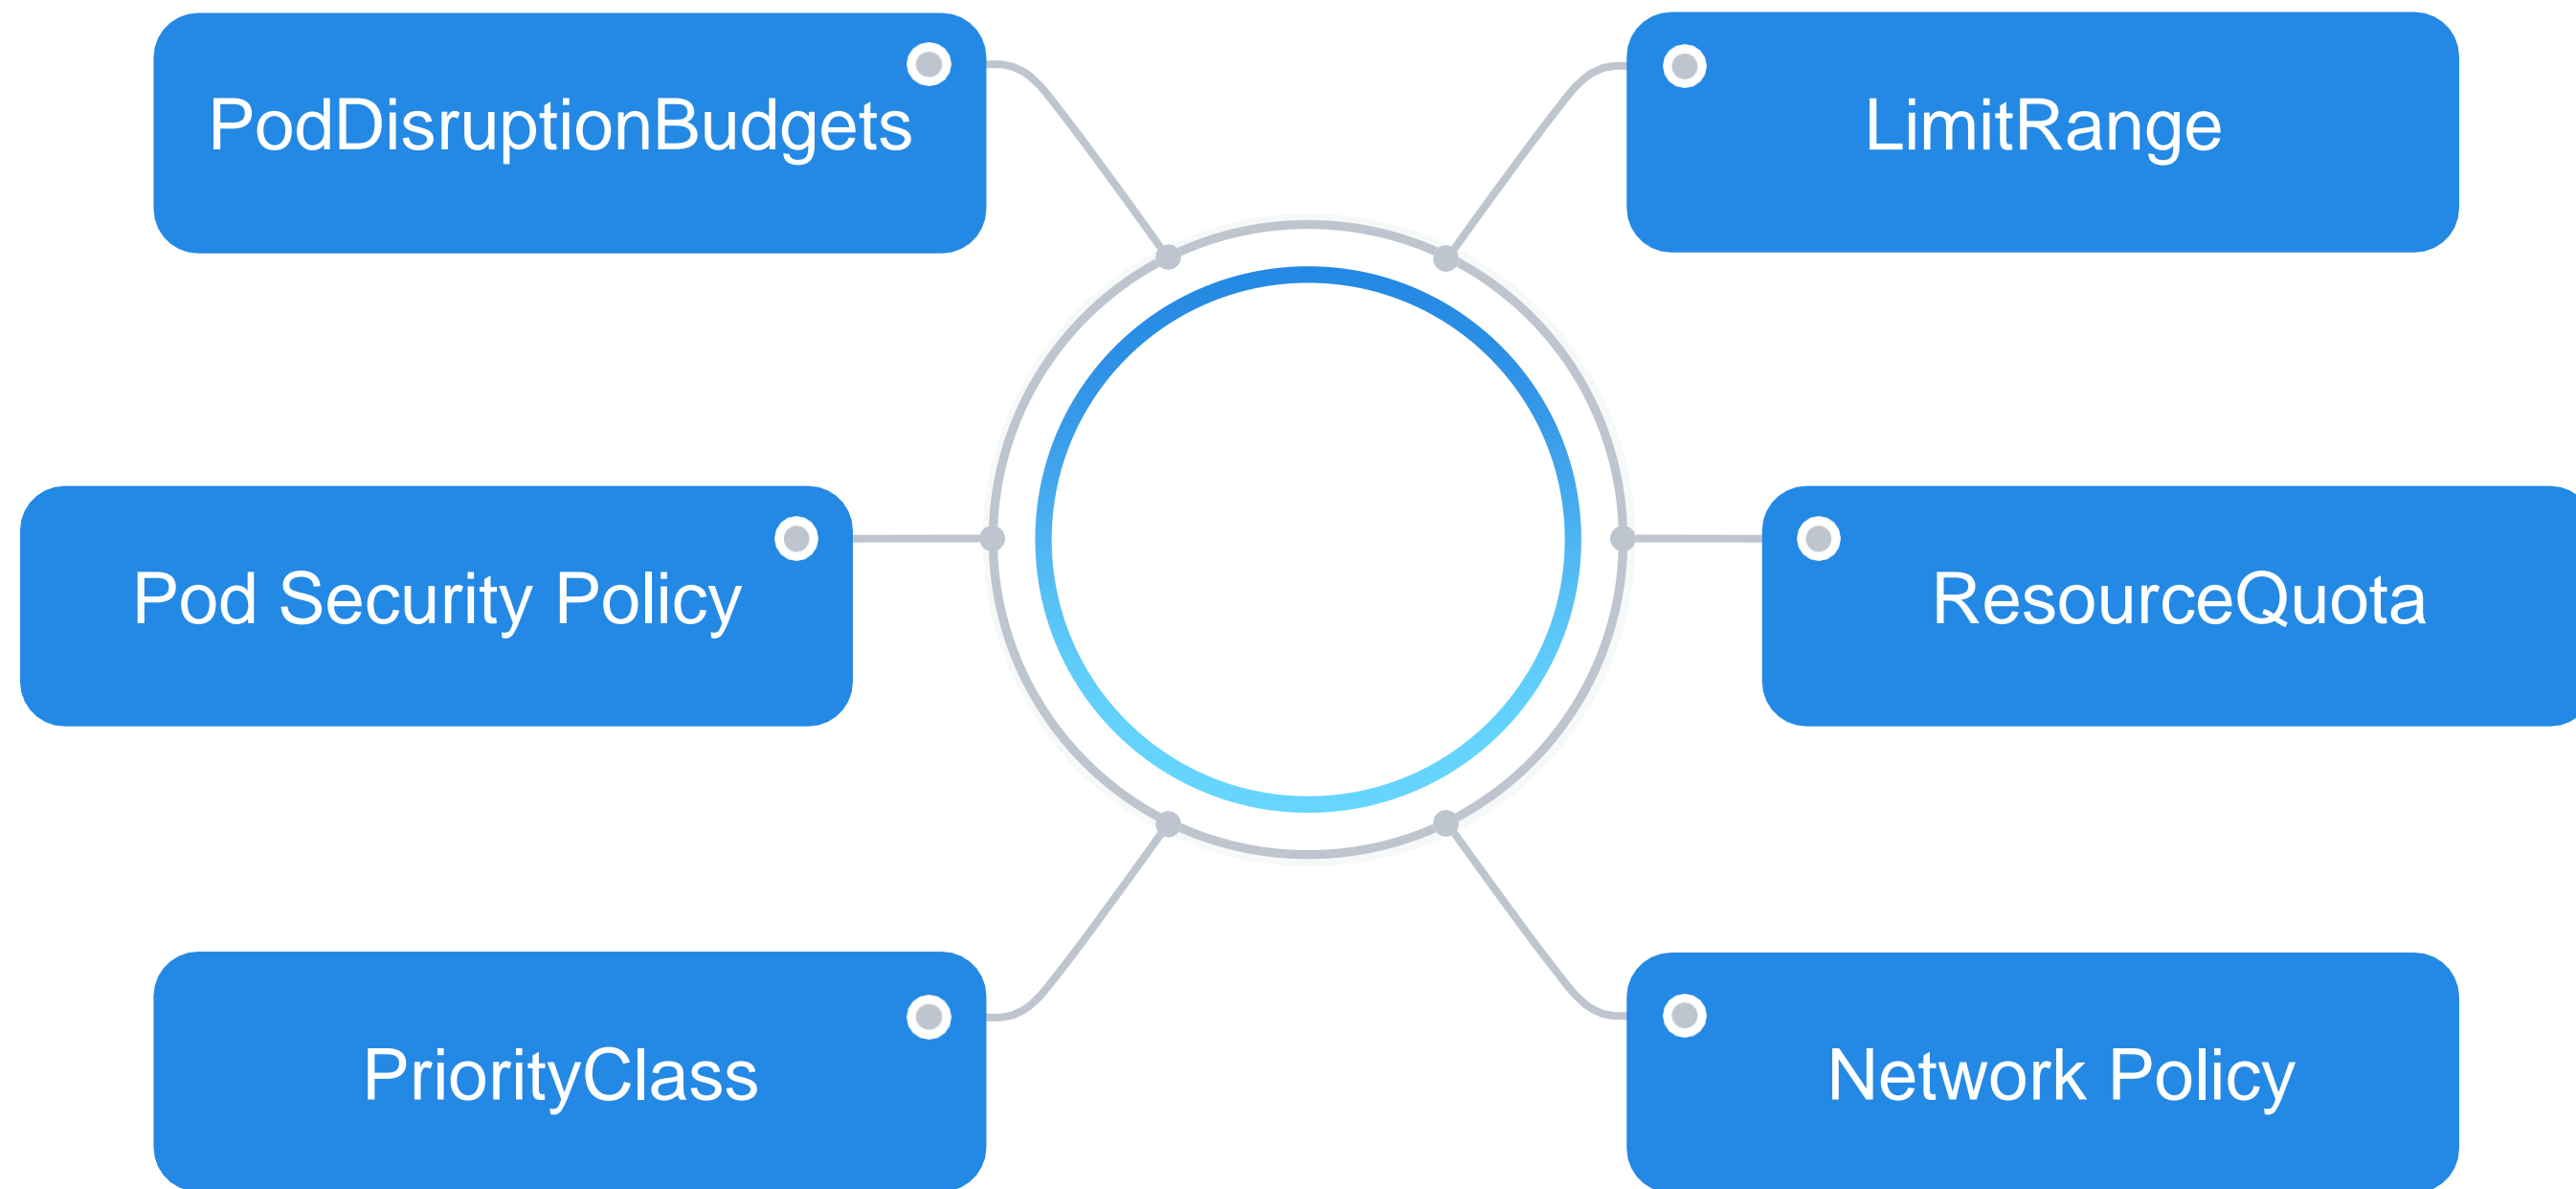 PodDisruptionBudgets
LimitRange
Pod Security Policy
ResourceQuota
PriorityClass
Network Policy